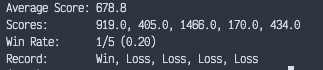 Average Score: 678.8
Scores: 919.0, 405.0, 1466.0, 170.0, 434.0
Win Rate: 1/5 (0.20)
Record: Win, Loss, Loss, Loss, Loss